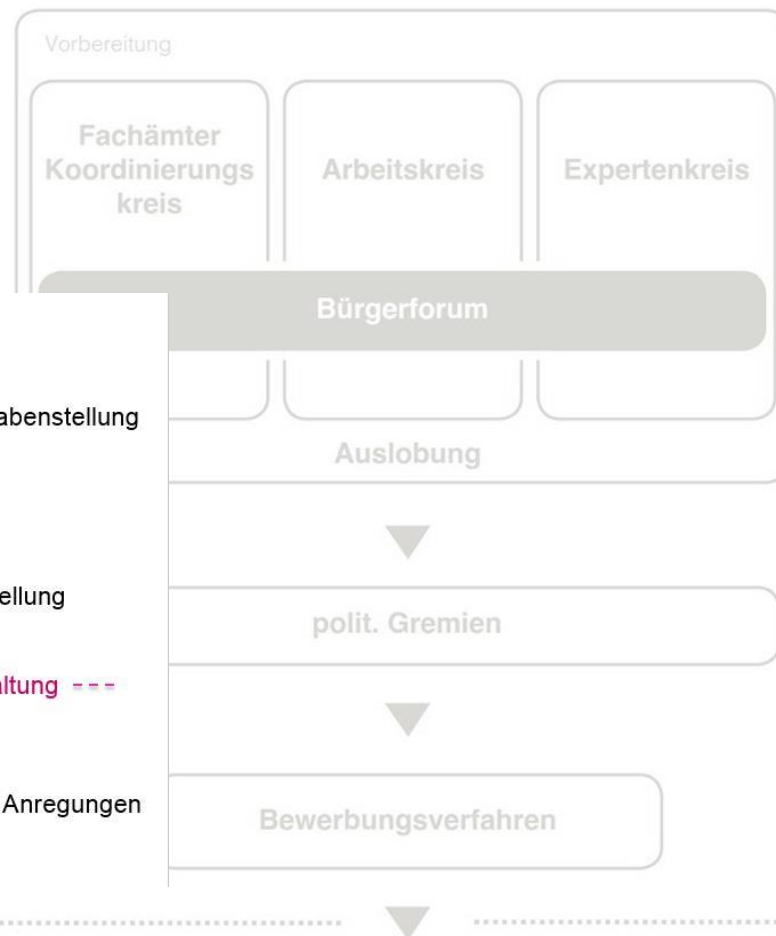 Vorbereitung
Fachämter
Koordinierungs
kreis
Arbeitskreis
Expertenkreis
Bürgerforum
abenstellung
Auslobung
ellung
polit. Gremien
altung ---
Anregungen
Bewerbungsverfahren